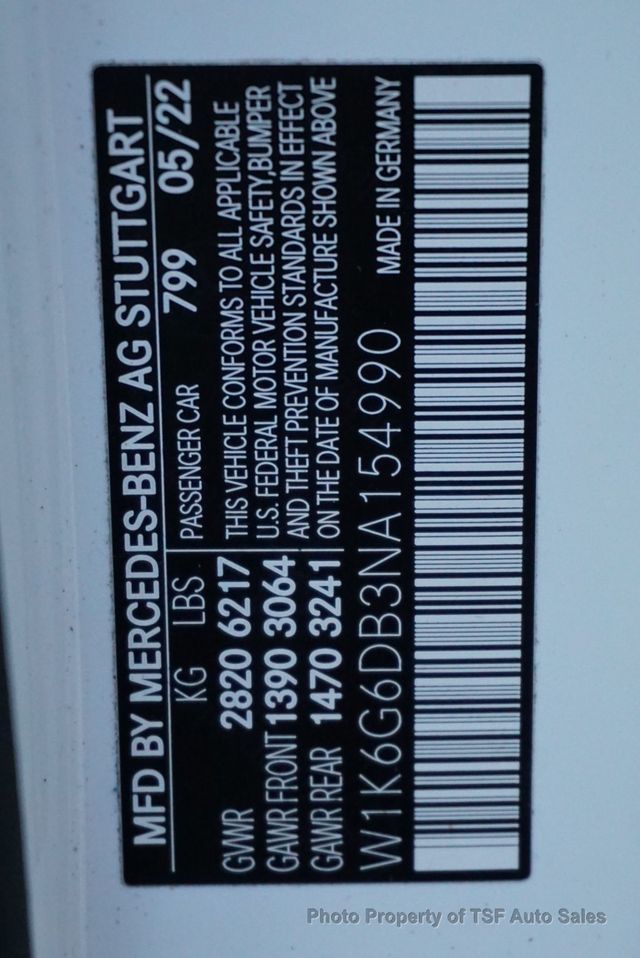 MFD BY MERCEDES-BENZ AG STUTTGART
KG LBS PASSENGER CAR 799 05/22
GVWR 2820 6217 THIS VEHICLE CONFORMS TO ALL APPLICABLE
GAWR FRONT 1390 3064 U.S. FEDERAL MOTOR VEHICLE SAFETY, BUMPER
AND THEFT PREVENTION STANDARDS IN EFFECT
GAWR REAR 1470 3241 ON THE DATE OF MANUFACTURE SHOWN ABOVE
W1K6G6DB3NA154990 MADE IN GERMANY
Photo Property of TSF Auto Sales